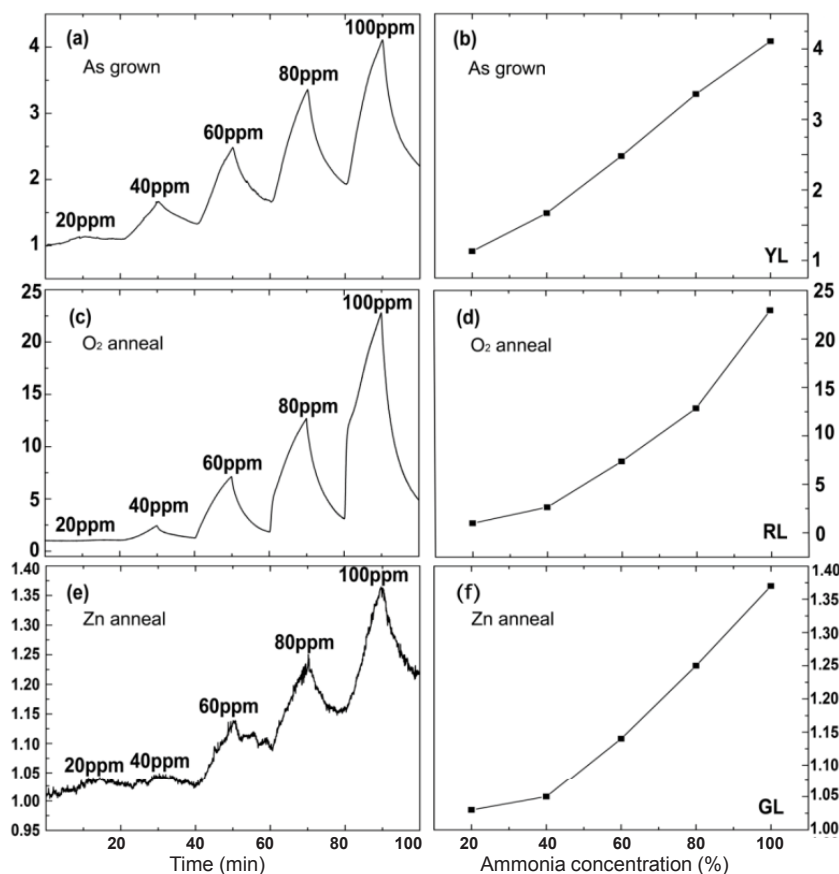 (a)
As grown
20ppm
40ppm
60ppm
80ppm
100ppm
4
3
2
1
(b)
As grown
YL
4
3
2
1
(c)
O₂ anneal
20ppm
40ppm
60ppm
80ppm
100ppm
25
22
15
10
5
0
(d)
O₂ anneal
RL
25
20
15
10
5
0
(e)
Zn anneal
20ppm
40ppm
60ppm
80ppm
100ppm
1.40
1.35
1.30
1.25
1.20
1.15
1.10
1.05
1.00
0.95
(f)
Zn anneal
GL
1.40
1.35
1.30
1.25
1.20
1.15
1.10
1.05
1.00
0 20 40 60 80 100
Time (min)
20 40 60 80 100
Ammonia concentration (%)